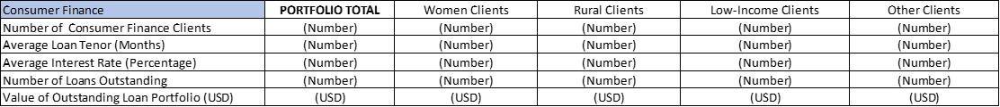 Consumer Finance PORTFOLIO TOTAL Women Clients Rural Clients Low-Income Clients Other Clients
Number of Consumer Finance Clients (Number) (Number) (Number) (Number) (Number)
Average Loan Tenor (Months) (Number) (Number) (Number) (Number) (Number)
Average Interest Rate (Percentage) (Number) (Number) (Number) (Number) (Number)
Number of Loans Outstanding (Number) (Number) (Number) (Number) (Number)
Value of Outstanding Loan Portfolio (USD) (USD) (USD) (USD) (USD) (USD)